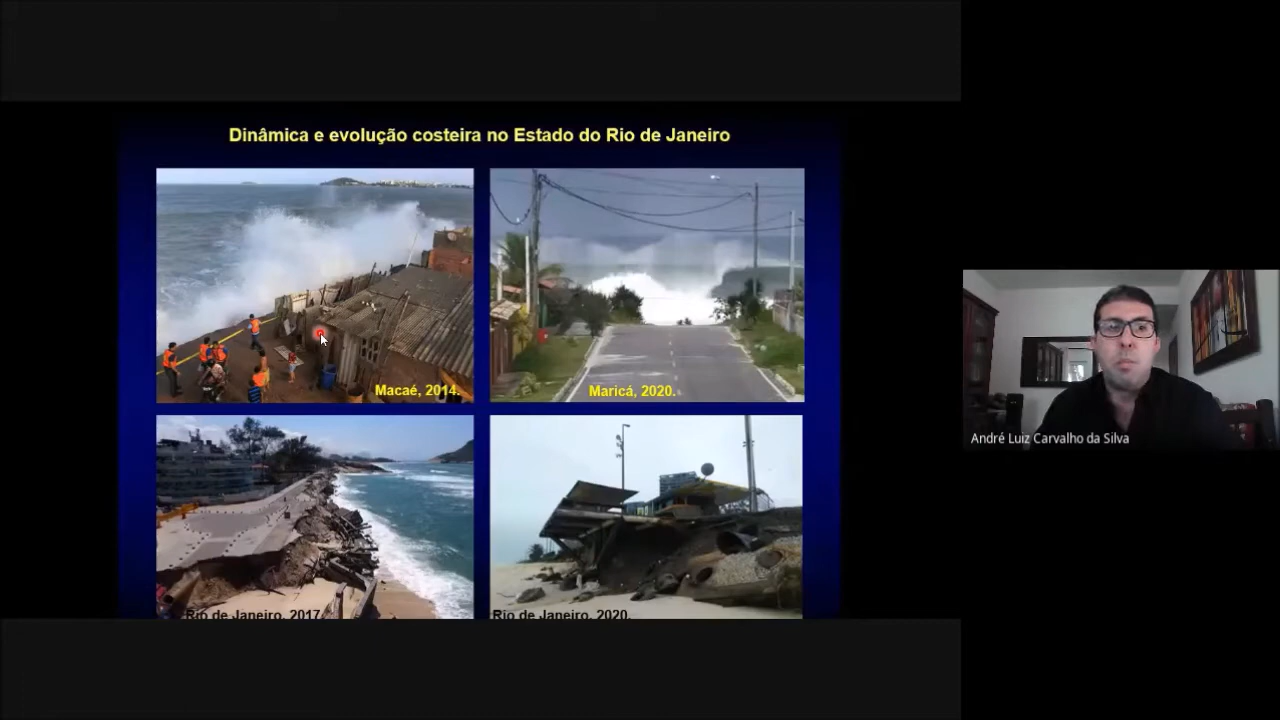 Dinâmica e evolução costeira no Estado do Rio de Janeiro
Macaé, 2014.
Maricá, 2020.
Rio de Janeiro, 2017.
Rio de Janeiro, 2020.
André Luiz Carvalho da Silva